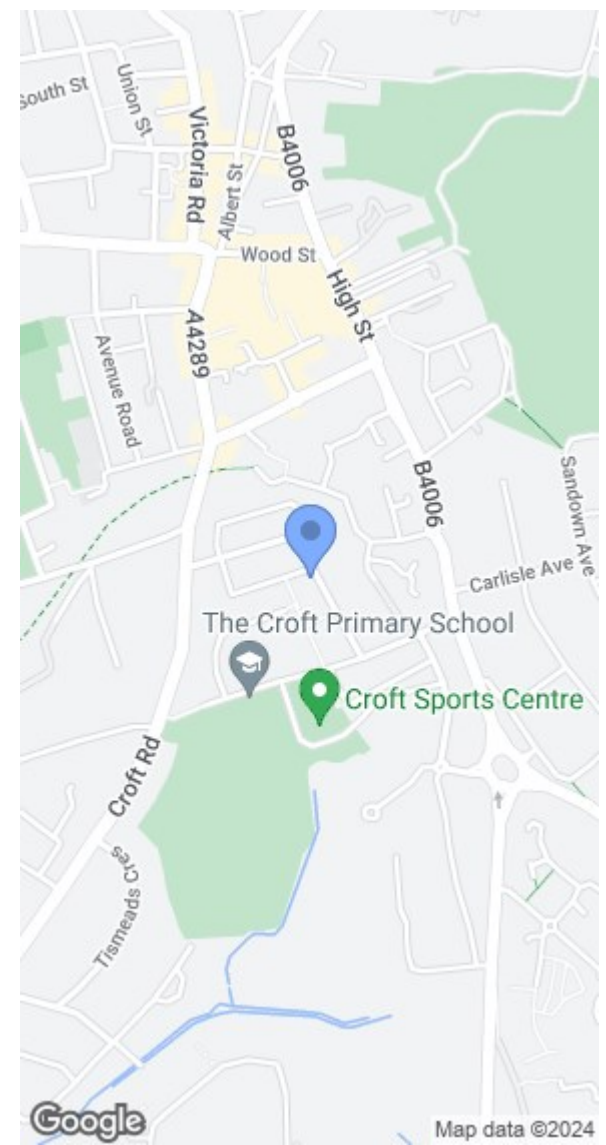 South St
Union St
Victoria Rd
Albert St
B4006
Wood St
High St
A4289
Avenue Road
B4006
Sandown Ave
Carlisle Ave
The Croft Primary School
Croft Sports Centre
Croft Rd
Tismeads Cres
Google
Map data ©2024